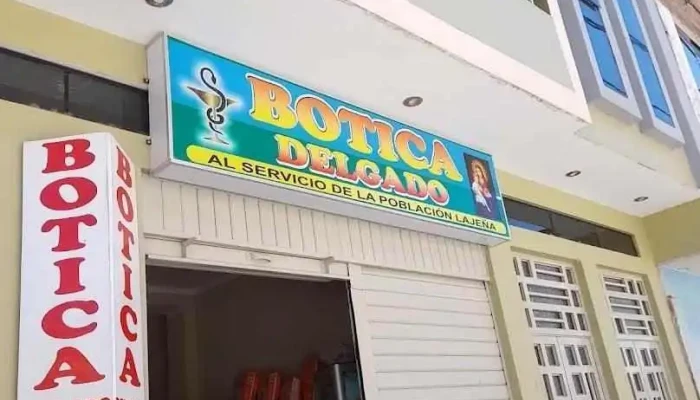 BOTICA
DELGADO
AL SERVICIO DE LA POBLACIÓN LAJEÑA
BOTICA
BOTICA